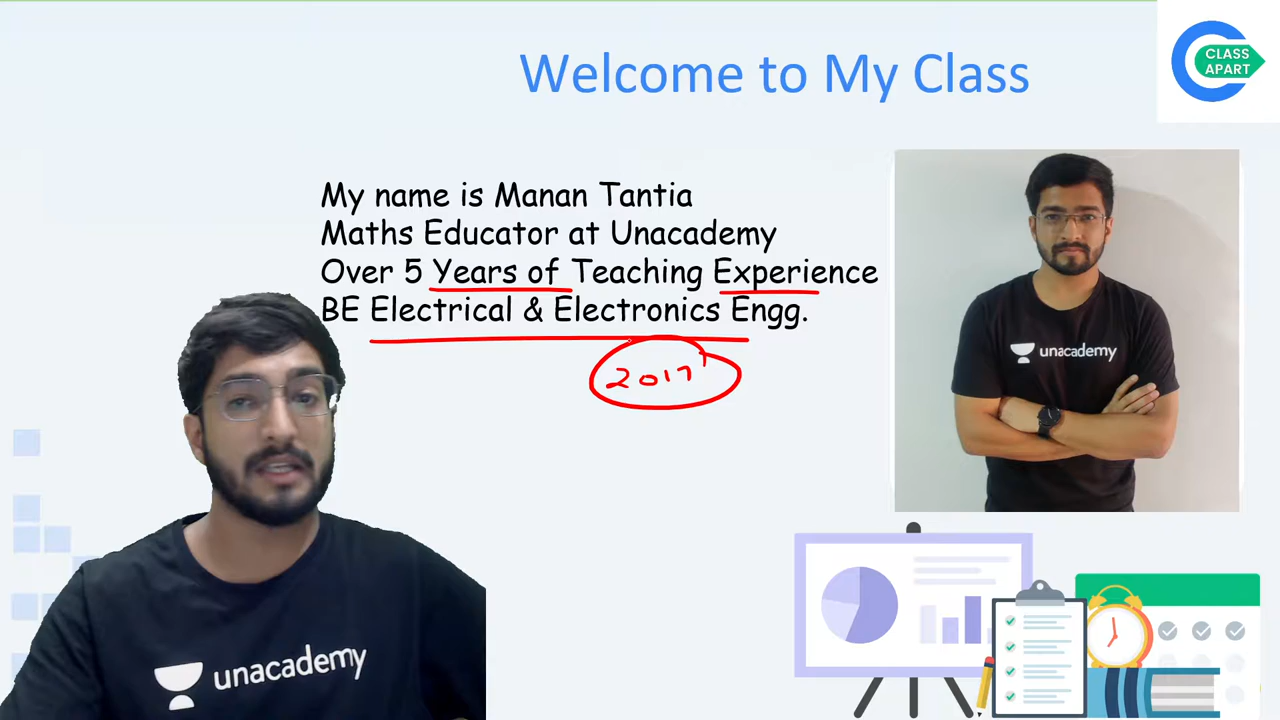 Welcome to My Class
CLASS
APART
My name is Manan Tantia
Maths Educator at Unacademy
Over 5 Years of Teaching Experience
BE Electrical & Electronics Engg.
2017
unacademy
unacademy